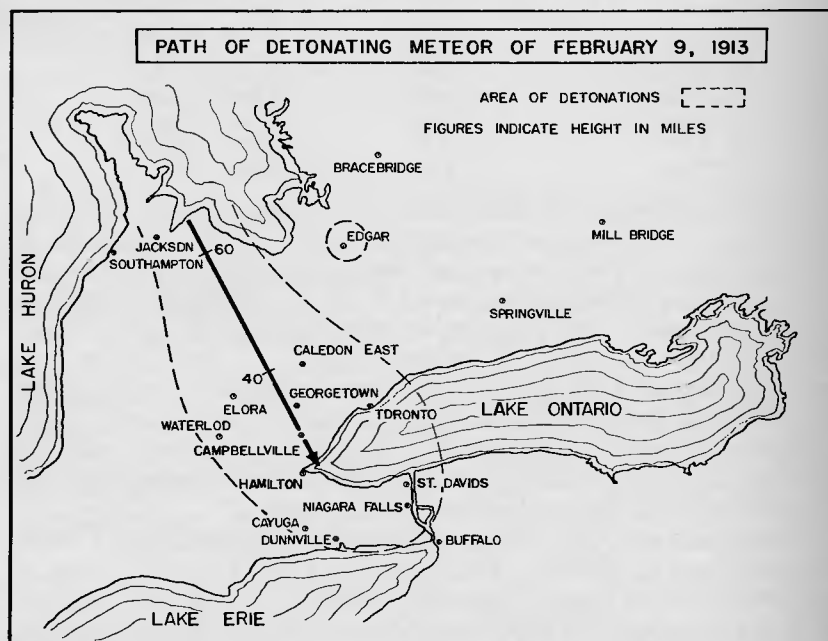 PATH OF DETONATING METEOR OF FEBRUARY 9, 1913
AREA OF DETONATIONS
FIGURES INDICATE HEIGHT IN MILES
BRACEBRIDGE
EDGAR
MILL BRIDGE
JACKSON
60
SOUTHAMPTON
LAKE HURON
SPRINGVILLE
CALEDON EAST
40
GEORGETOWN
ELORA
TDRONTO
LAKE ONTARIO
WATERLOD
CAMPBELLVILLE
HAMILTON
ST. DAVIDS
NIAGARA FALLS
CAYUGA
DUNNVILLE
BUFFALO
LAKE ERIE